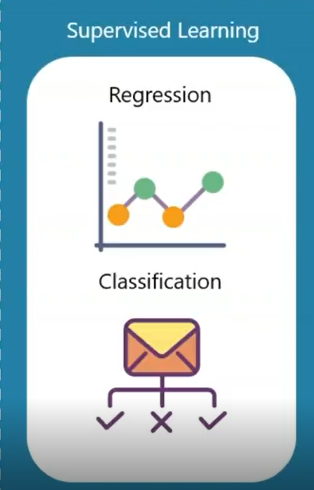 Supervised Learning
Regression
Classification